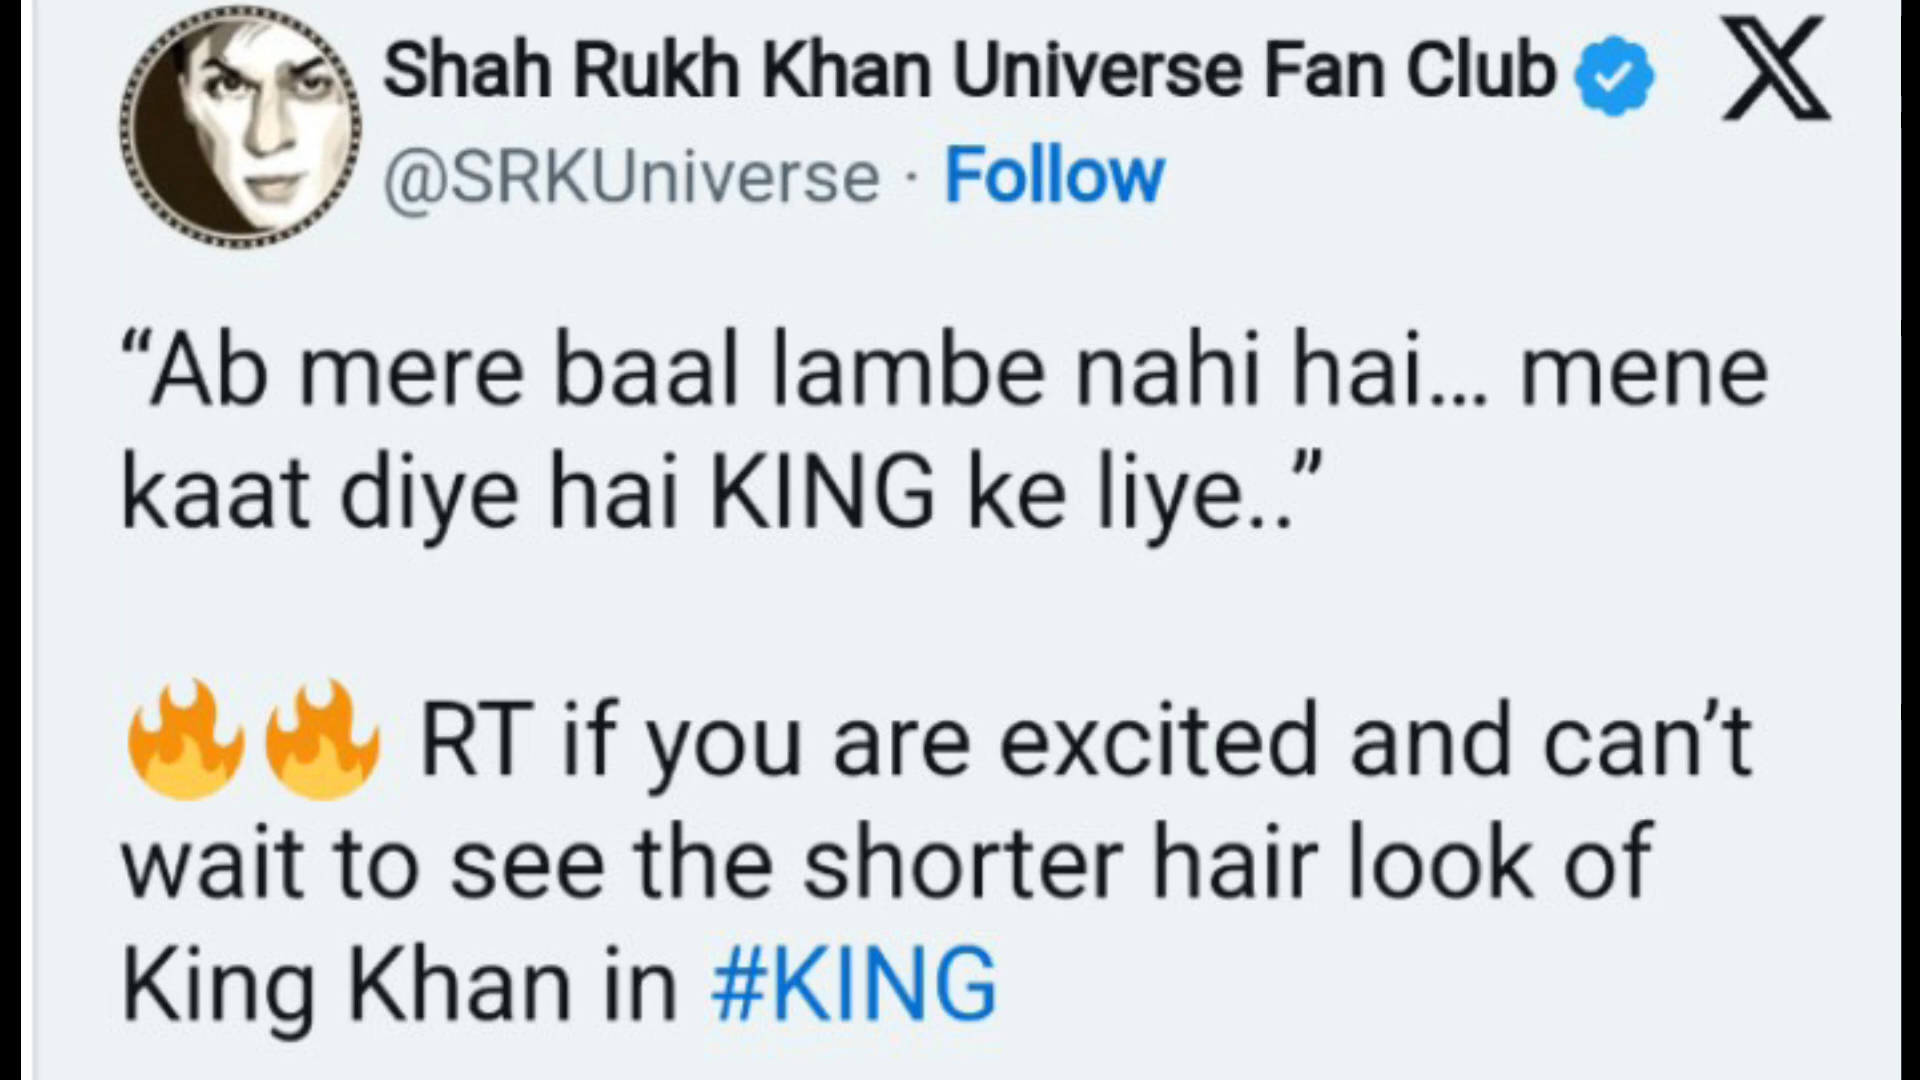 Shah Rukh Khan Universe Fan Club
@SRKUniverse · Follow
“Ab mere baal lambe nahi hai... mene
kaat diye hai KING ke liye..”
🔥🔥 RT if you are excited and can’t
wait to see the shorter hair look of
King Khan in #KING